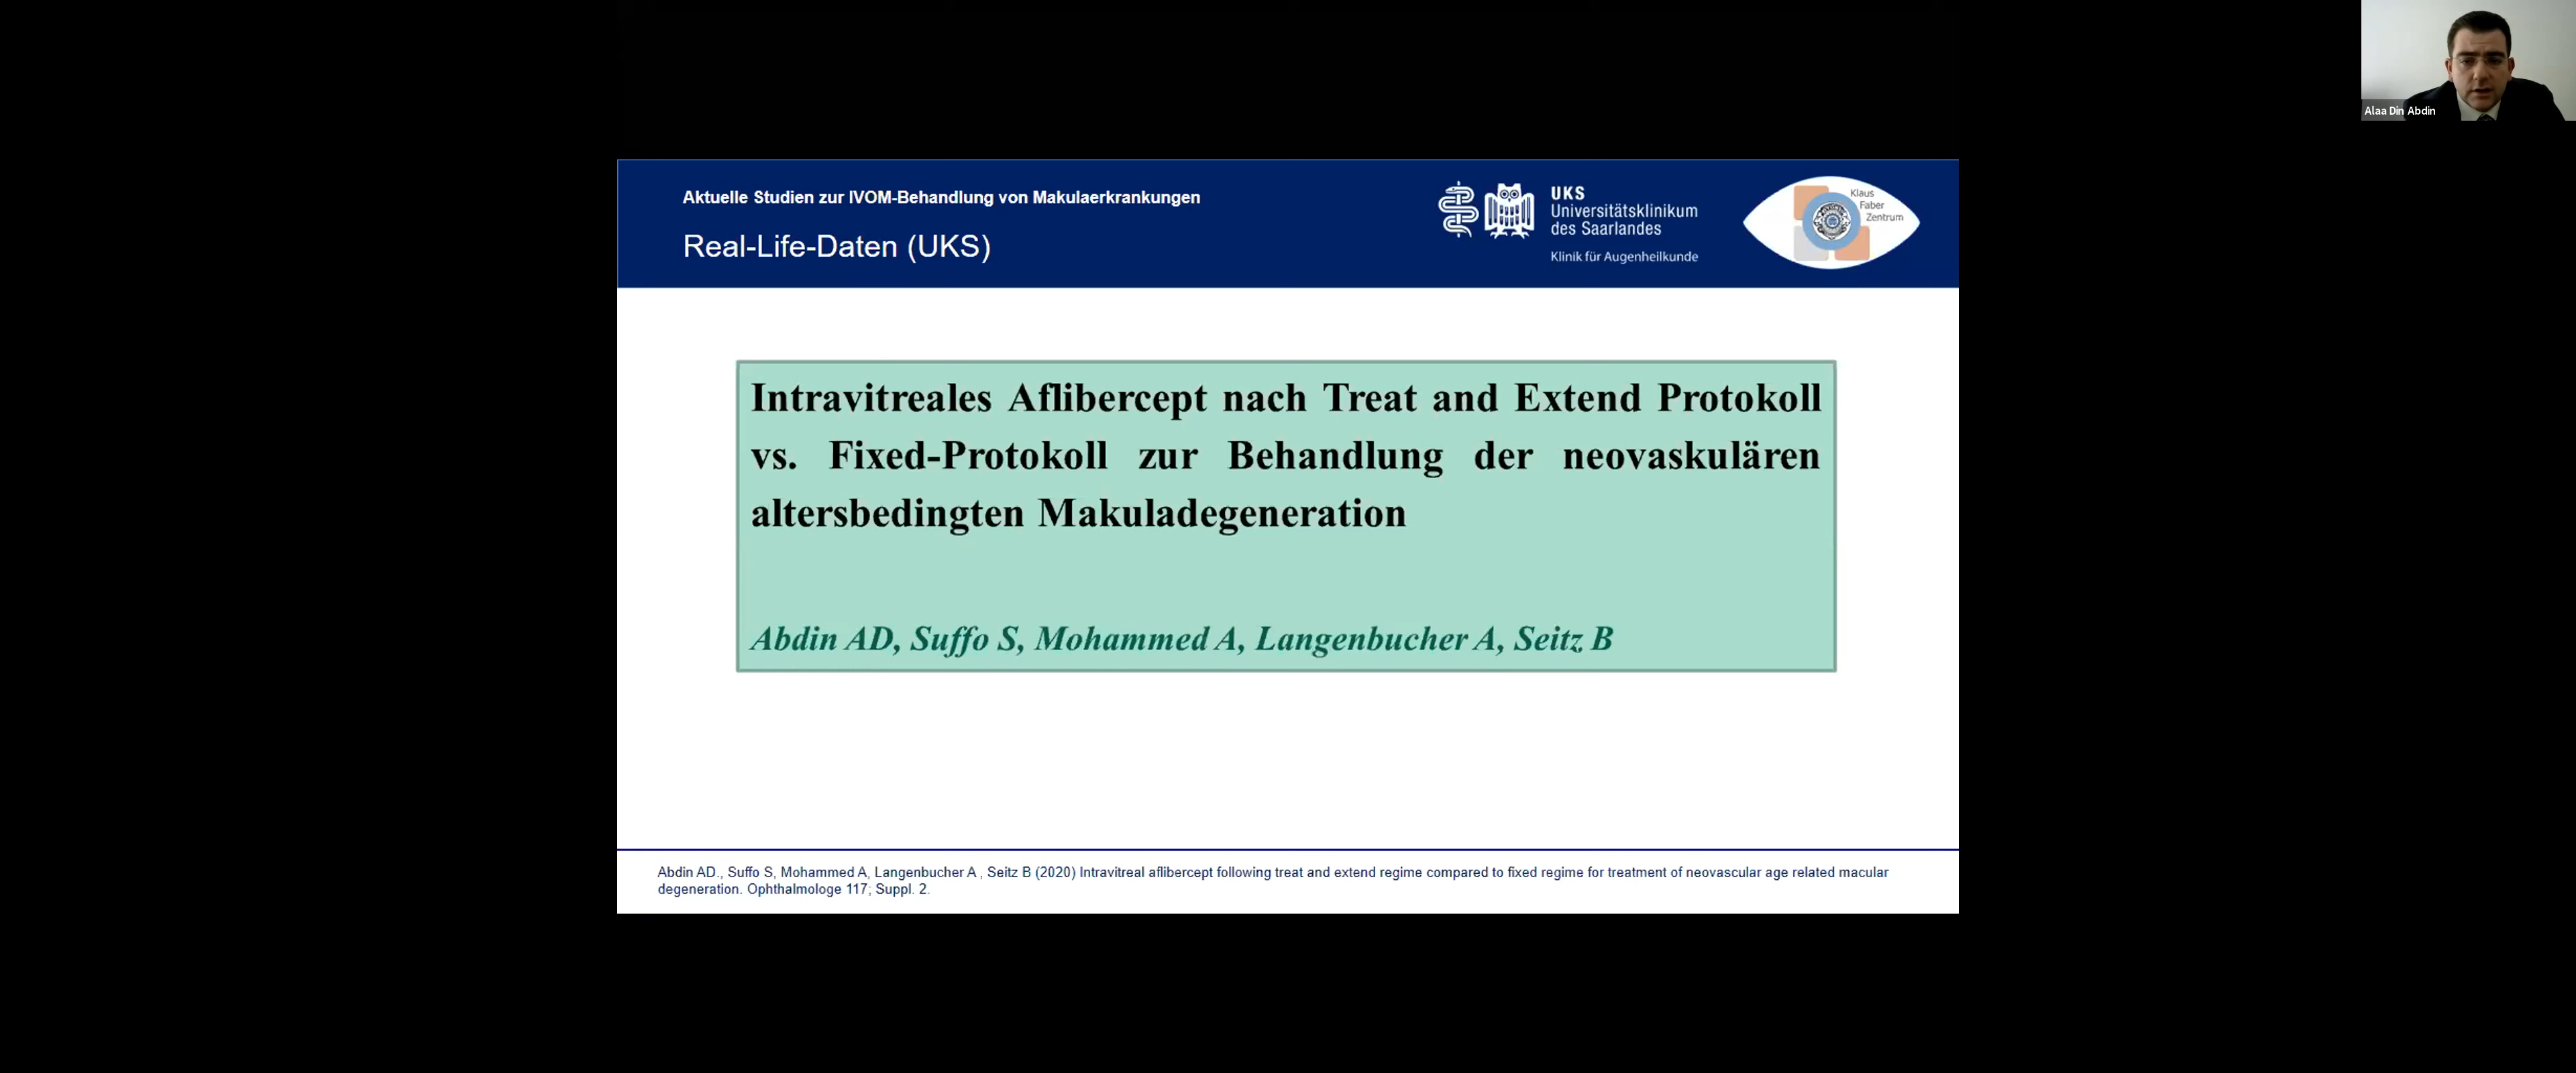 Alaa Din Abdin
Aktuelle Studien zur IVOM-Behandlung von Makulaerkrankungen
Real-Life-Daten (UKS)
UKS
Universitätsklinikum
des Saarlandes
Klinik für Augenheilkunde
Klaus
Faber
Zentrum
Intravitreales Aflibercept nach Treat and Extend Protokoll
vs. Fixed-Protokoll zur Behandlung der neovaskulären
altersbedingten Makuladegeneration
Abdin AD, Suffo S, Mohammed A, Langenbucher A, Seitz B
Abdin AD., Suffo S, Mohammed A, Langenbucher A , Seitz B (2020) Intravitreal aflibercept following treat and extend regime compared to fixed regime for treatment of neovascular age related macular
degeneration. Ophthalmologe 117; Suppl. 2.